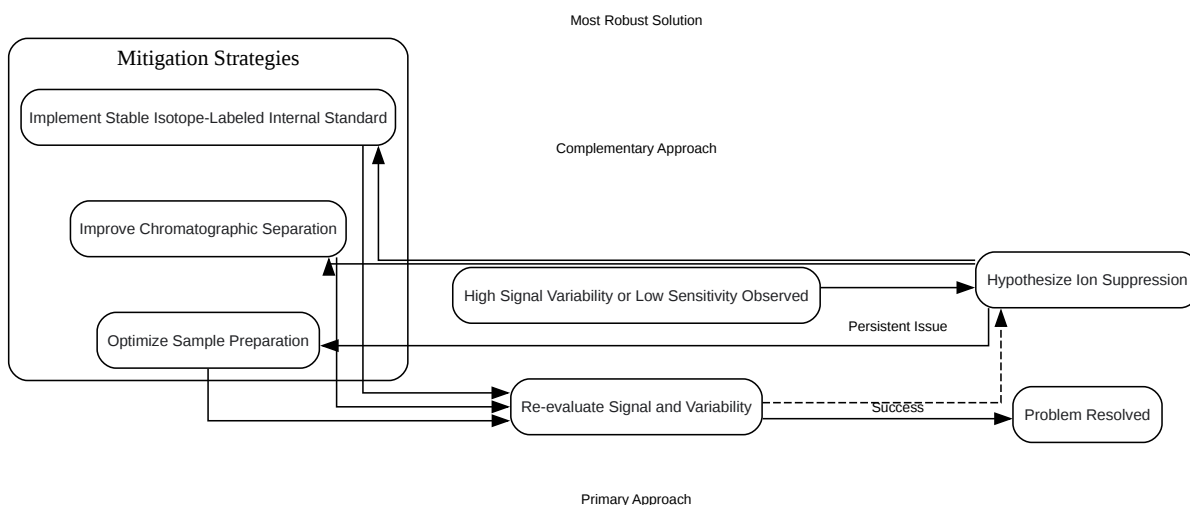 Most Robust Solution
Mitigation Strategies
Implement Stable Isotope-Labeled Internal Standard
Complementary Approach
Improve Chromatographic Separation
Hypothesize Ion Suppression
High Signal Variability or Low Sensitivity Observed
Persistent Issue
Optimize Sample Preparation
Re-evaluate Signal and Variability
Success
Problem Resolved
Primary Approach